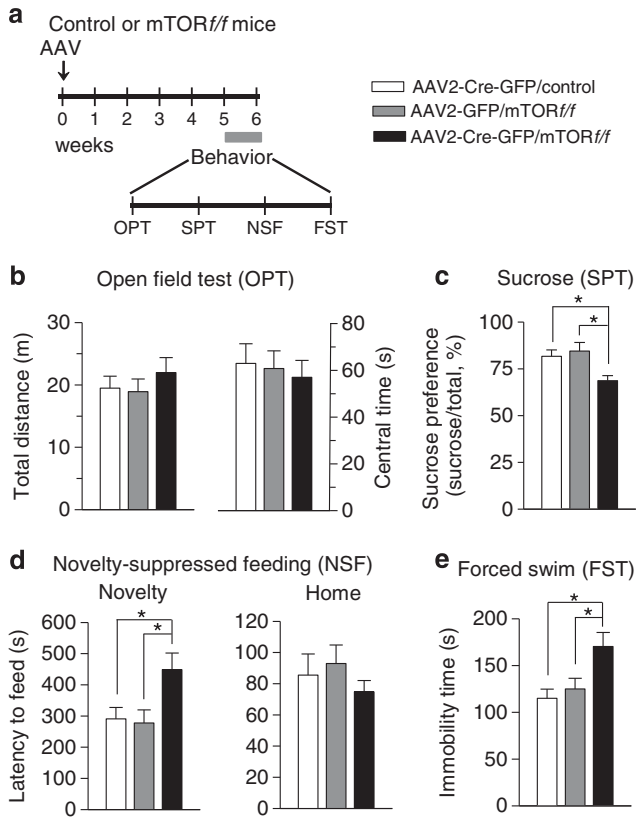 a
Control or mTORf/f mice
AAV
0 1 2 3 4 5 6
weeks
Behavior
OPT SPT NSF FST
AAV2-Cre-GFP/control
AAV2-GFP/mTORf/f
AAV2-Cre-GFP/mTORf/f
b
Open field test (OPT)
Total distance (m)
30
20
10
0
Central time (s)
80
60
40
20
0
c
Sucrose (SPT)
* 
*
Sucrose preference
(sucrose/total, %)
100
75
50
25
0
d
Novelty-suppressed feeding (NSF)
Novelty
*
*
Latency to feed (s)
600
500
400
300
200
100
0
Home
120
100
80
60
40
20
0
e
Forced swim (FST)
*
*
Immobility time (s)
200
150
100
50
0